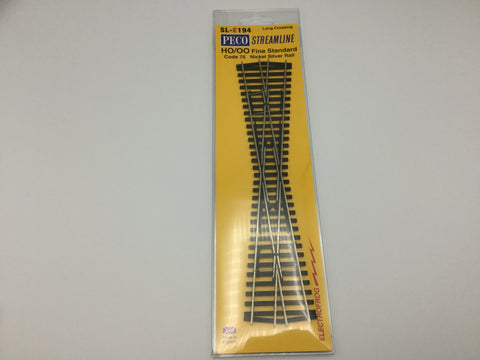 SL-E194 Long Crossing
PECO STREAMLINE
HO/OO Fine Standard
Code 75 Nickel Silver Rail
ELECTROFROG